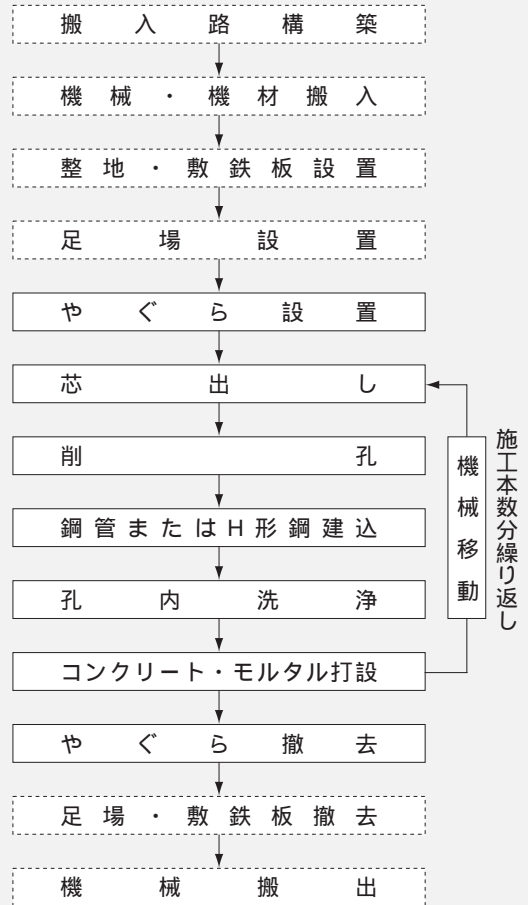 搬入路構築
機械・機材搬入
整地・敷鉄板設置
足場設置
やぐら設置
芯出し
削孔
鋼管またはH形鋼建込
孔内洗浄
コンクリート・モルタル打設
やぐら撤去
足場・敷鉄板撤去
機械搬出
機械移動
施工本数分繰り返し